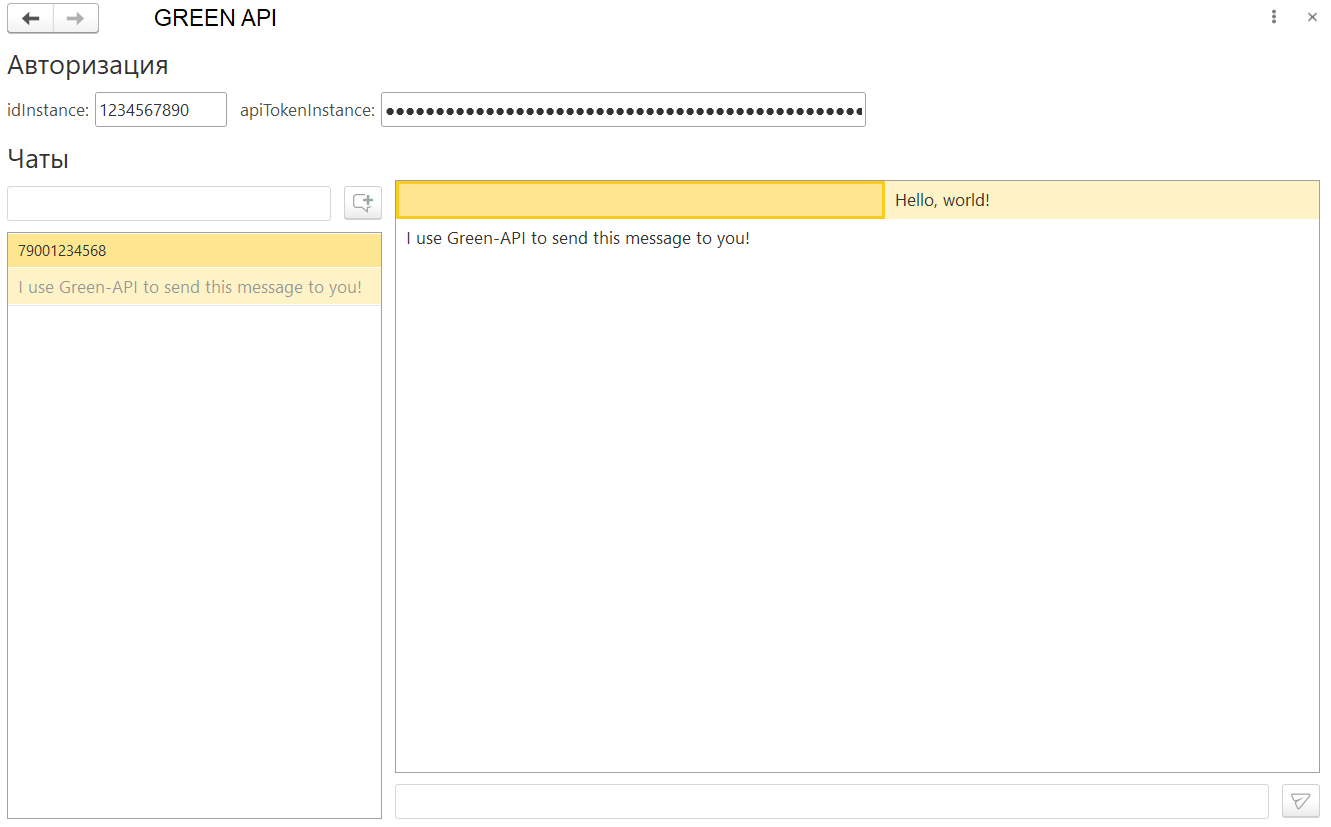 GREEN API
Авторизация
idInstance: 1234567890 apiTokenInstance:
Чаты
79001234568
I use Green-API to send this message to you!
Hello, world!
I use Green-API to send this message to you!